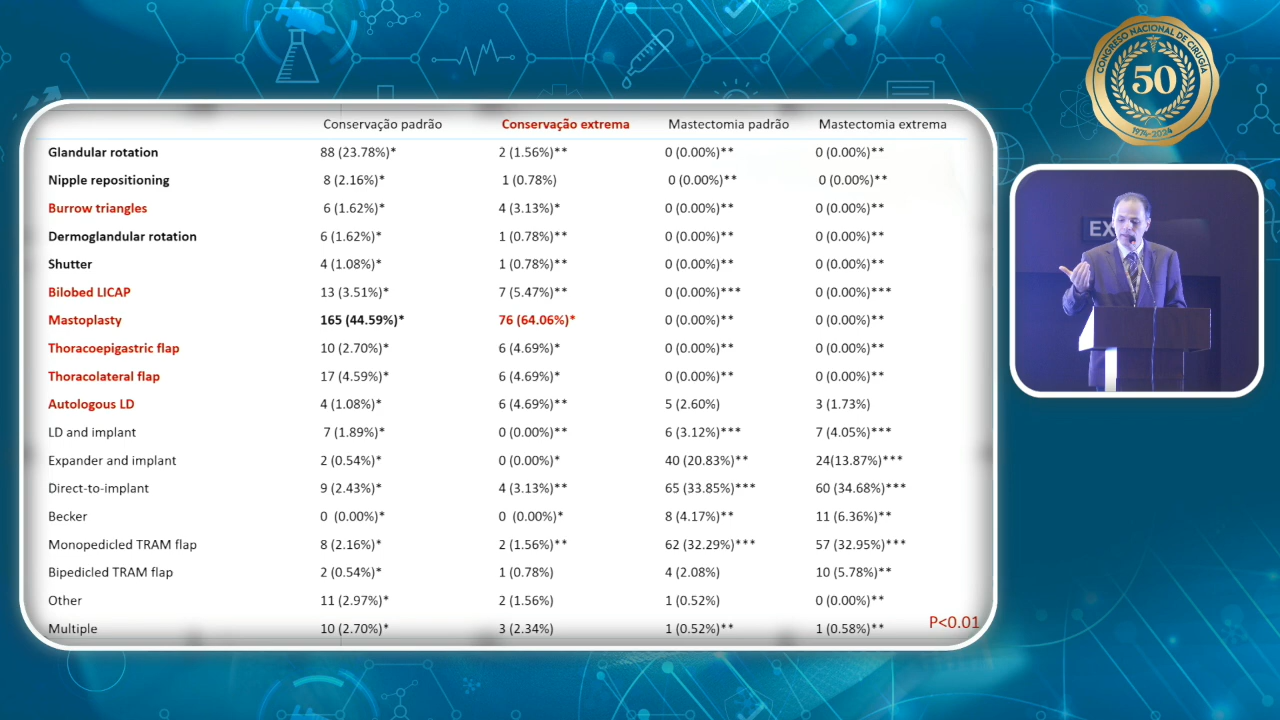 CONGRESO NACIONAL DE CIRUGÍA
50
1974-2024
Conservação padrão Conservação extrema Mastectomia padrão Mastectomia extrema
Glandular rotation 88 (23.78%)* 2 (1.56%)** 0 (0.00%)** 0 (0.00%)**
Nipple repositioning 8 (2.16%)* 1 (0.78%) 0 (0.00%)** 0 (0.00%)**
Burrow triangles 6 (1.62%)* 4 (3.13%)* 0 (0.00%)** 0 (0.00%)**
Dermoglandular rotation 6 (1.62%)* 1 (0.78%)** 0 (0.00%)** 0 (0.00%)**
Shutter 4 (1.08%)* 1 (0.78%)** 0 (0.00%)** 0 (0.00%)**
Bilobed LICAP 13 (3.51%)* 7 (5.47%)** 0 (0.00%)*** 0 (0.00%)***
Mastoplasty 165 (44.59%)* 76 (64.06%)* 0 (0.00%)** 0 (0.00%)**
Thoracoepigastric flap 10 (2.70%)* 6 (4.69%)* 0 (0.00%)** 0 (0.00%)**
Thoracolateral flap 17 (4.59%)* 6 (4.69%)* 0 (0.00%)** 0 (0.00%)**
Autologous LD 4 (1.08%)* 6 (4.69%)** 5 (2.60%) 3 (1.73%)
LD and implant 7 (1.89%)* 0 (0.00%)** 6 (3.12%)*** 7 (4.05%)***
Expander and implant 2 (0.54%)* 0 (0.00%)* 40 (20.83%)** 24(13.87%)***
Direct-to-implant 9 (2.43%)* 4 (3.13%)** 65 (33.85%)*** 60 (34.68%)***
Becker 0 (0.00%)* 0 (0.00%)* 8 (4.17%)** 11 (6.36%)**
Monopedicled TRAM flap 8 (2.16%)* 2 (1.56%)** 62 (32.29%)*** 57 (32.95%)***
Bipedicled TRAM flap 2 (0.54%)* 1 (0.78%) 4 (2.08%) 10 (5.78%)**
Other 11 (2.97%)* 2 (1.56%) 1 (0.52%) 0 (0.00%)**
Multiple 10 (2.70%)* 3 (2.34%) 1 (0.52%)** 1 (0.58%)**
P<0.01
EX